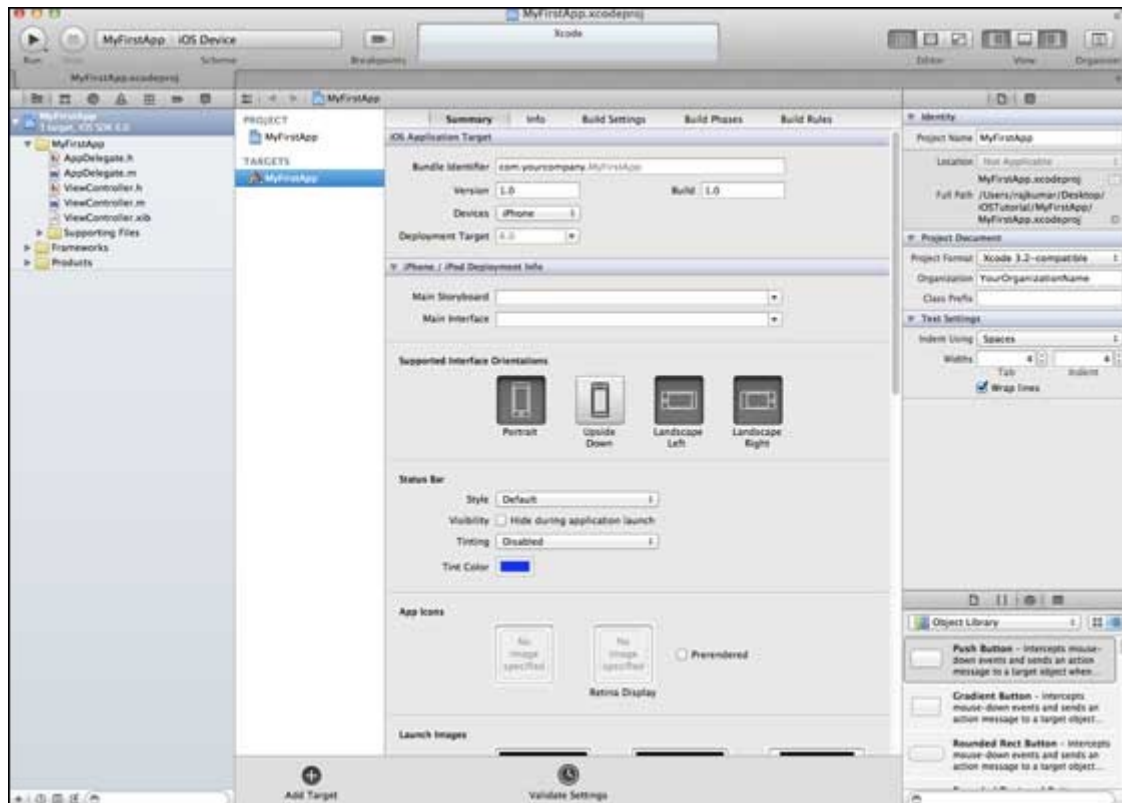 MyFirstApp.xcodeproj
MyFirstApp
iOS Device
Xcode
Run
Scheme
Breakpoints
Editor
View
Organizer
MyFirstApp.xcodeproj
MyFirstApp
1 target, iOS SDK 6.0
MyFirstApp
AppDelegate.h
AppDelegate.m
ViewController.h
ViewController.m
ViewController.xib
Supporting Files
Frameworks
Products
MyFirstApp
PROJECT
MyFirstApp
TARGETS
MyFirstApp
Summary
Info
Build Settings
Build Phases
Build Rules
iOS Application Target
Bundle Identifier com.yourcompany.MyFirstApp
Version 1.0
Build 1.0
Devices iPhone
Deployment Target 6.0
iPhone / iPod Deployment Info
Main Storyboard
Main Interface
Supported Interface Orientations
Portrait
Upside Down
Landscape Left
Landscape Right
Status Bar
Style Default
Visibility Hide during application launch
Tinting Disabled
Tint Color
App Icons
No image specified
No image specified
Prerendered
Retina Display
Launch Images
Add Target
Validate Settings
Identity
Project Name MyFirstApp
Location Not Applicable
MyFirstApp.xcodeproj
Full Path /Users/rajkumar/Desktop/
iOSTutorial/MyFirstApp/
MyFirstApp.xcodeproj
Project Document
Project Format Xcode 3.2-compatible
Organization YourOrganizationName
Class Prefix
Text Settings
Indent Using Spaces
Widths 4 4
Tab Indent
Wrap lines
Object Library
Push Button - Intercepts mouse-
down events and sends an action
message to a target object when...
Gradient Button - Intercepts
mouse-down events and sends an
action message to a target object...
Rounded Rect Button - Intercepts
mouse-down events and sends an
action message to a target object...